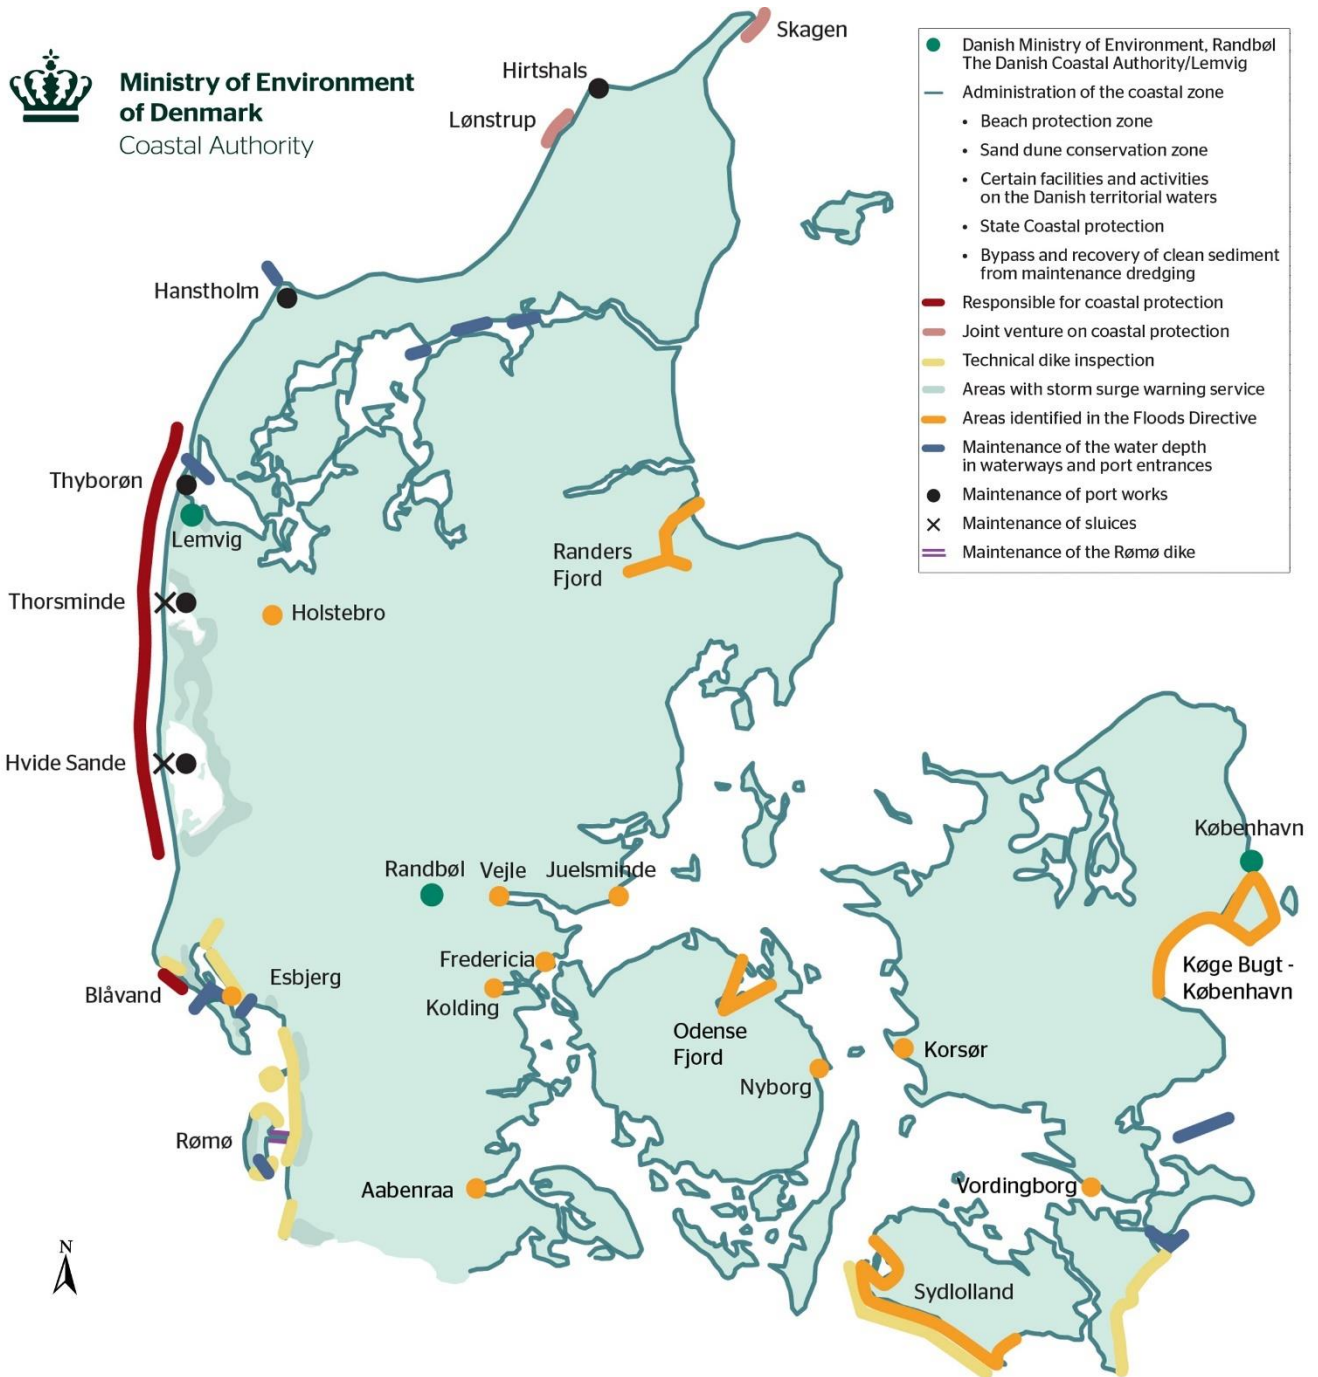 Ministry of Environment
of Denmark
Coastal Authority
Skagen
Hirtshals
Lønstrup
Hanstholm
Thyborøn
Lemvig
Thorsminde
Holstebro
Randers
Fjord
Hvide Sande
Randbøl
Vejle
Juelsminde
København
Fredericia
Kolding
Esbjerg
Blåvand
Køge Bugt -
København
Odense
Fjord
Nyborg
Korsør
Rømø
Aabenraa
Vordingborg
Sydlolland
N
Danish Ministry of Environment, Randbøl
The Danish Coastal Authority/Lemvig
Administration of the coastal zone
• Beach protection zone
• Sand dune conservation zone
• Certain facilities and activities
on the Danish territorial waters
• State Coastal protection
• Bypass and recovery of clean sediment
from maintenance dredging
Responsible for coastal protection
Joint venture on coastal protection
Technical dike inspection
Areas with storm surge warning service
Areas identified in the Floods Directive
Maintenance of the water depth
in waterways and port entrances
Maintenance of port works
Maintenance of sluices
Maintenance of the Rømø dike